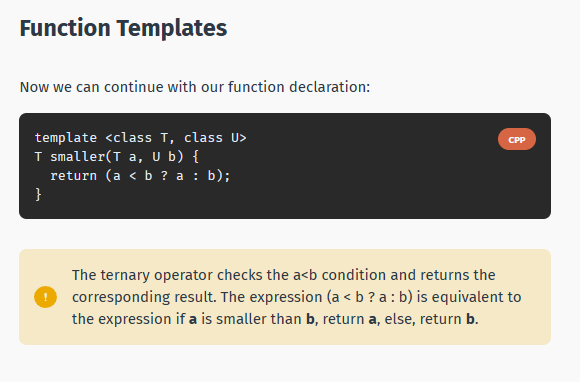 Function Templates
Now we can continue with our function declaration:
CPP
template <class T, class U>
T smaller(T a, U b) {
  return (a < b ? a : b);
}
!
The ternary operator checks the a<b condition and returns the
corresponding result. The expression (a < b ? a : b) is equivalent to
the expression if a is smaller than b, return a, else, return b.